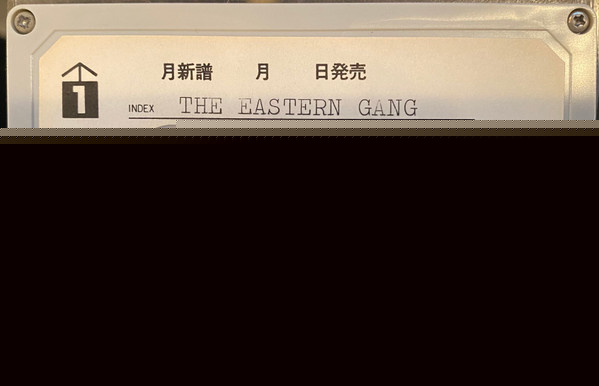 月新譜 月 日発売
1
INDEX THE EASTERN GANG